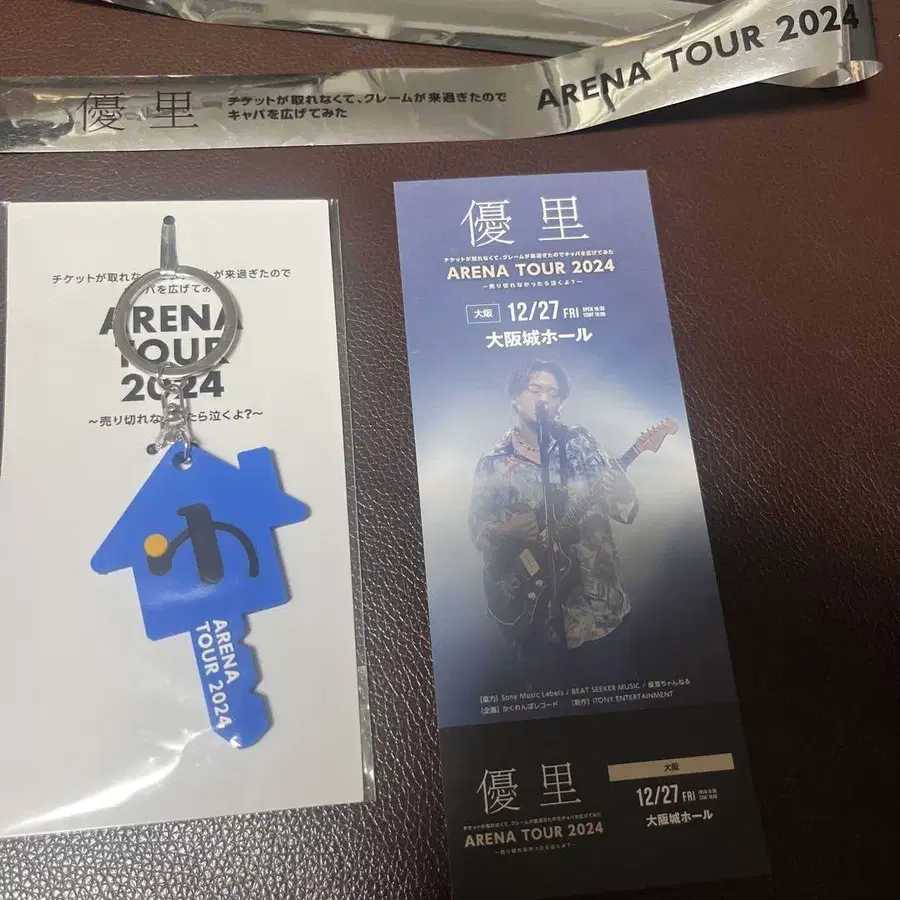 優里
チケットが取れなくて、クレームが来過ぎたので
キャパを広げてみた
ARENA TOUR 2024
チケットが取れな が来過ぎたので
パを広げてみ
ARENA
TOUR
2024
〜売り切れな たら泣くよ?〜
ゆ
ARENA
TOUR 2024
優里
チケットが取れなくて、クレームが来過ぎたのでキャパを広げてみた
ARENA TOUR 2024
〜売り切れなかったら泣くよ?〜
大阪 12/27 FRI
大阪城ホール
[協力] Sony Music Labels / BEAT SEEKER MUSIC / 優里ちゃんねる
[企画] かくれんぼレコード [制作] iTONY ENTERTAINMENT
優里
チケットが取れなくて、クレームが来過ぎたのでキャパを広げてみた
ARENA TOUR 2024
〜売り切れなかったら泣くよ?〜
大阪
12/27 FRI
大阪城ホール